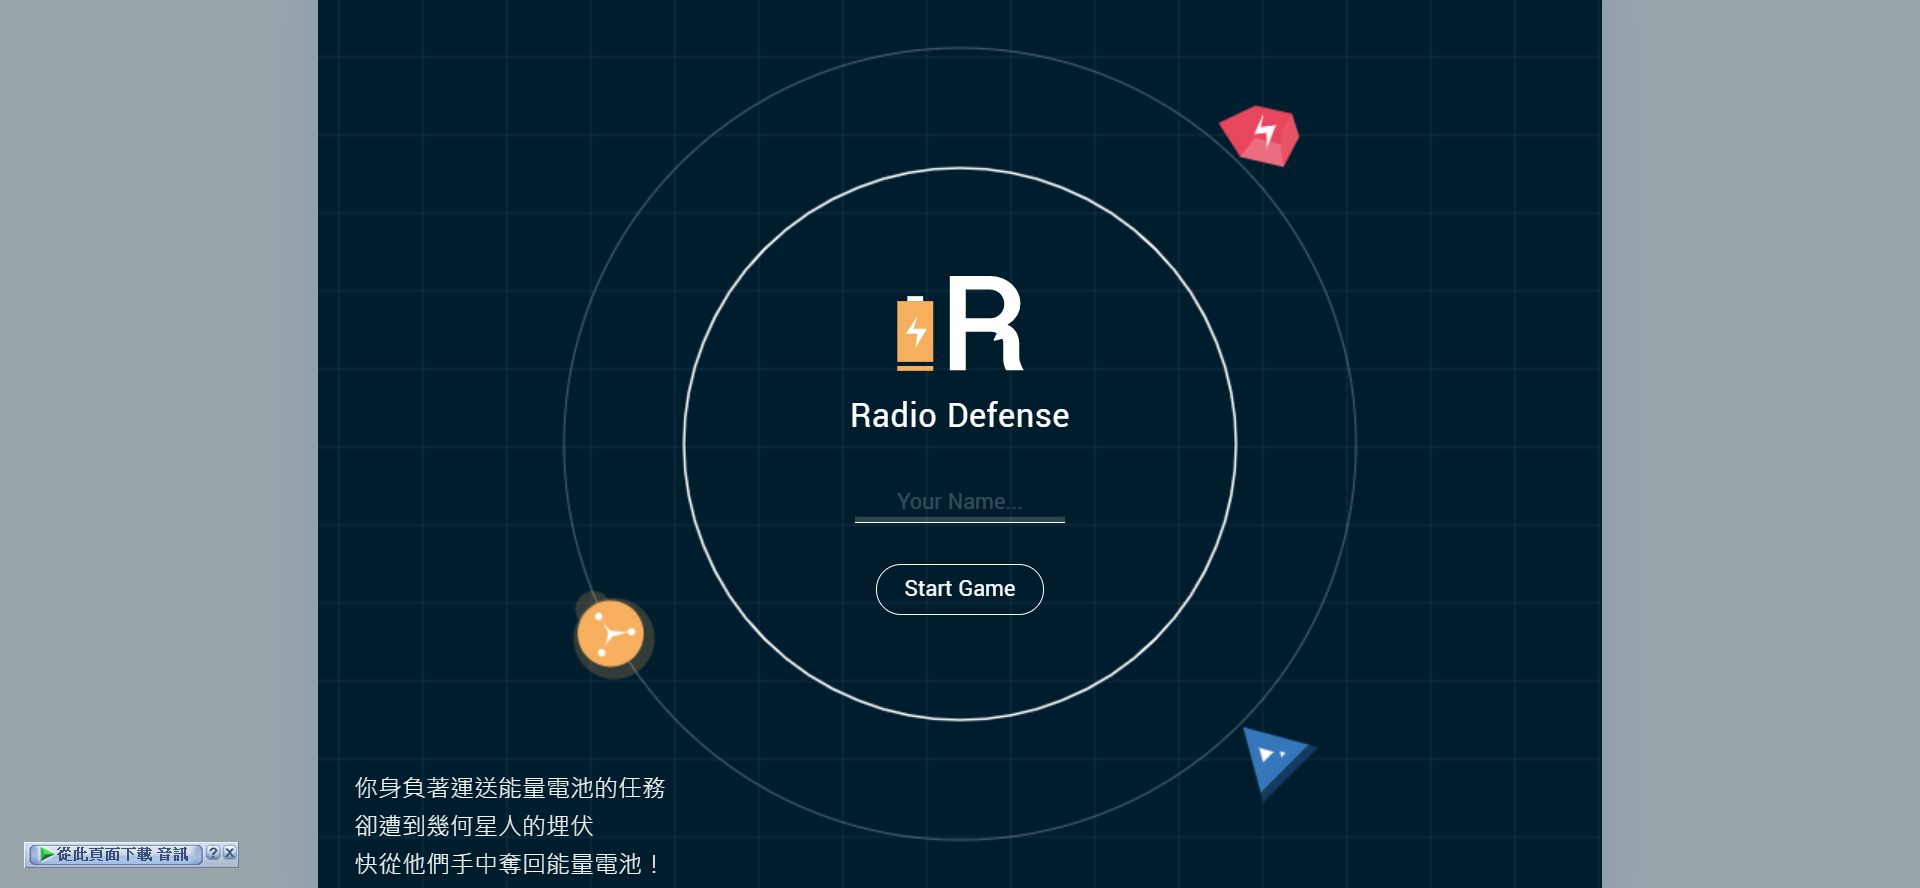 R
Radio Defense
Your Name...
Start Game
你身負著運送能量電池的任務
卻遭到幾何星人的埋伏
快從他們手中奪回能量電池！
從此頁面下載 音訊 ? X